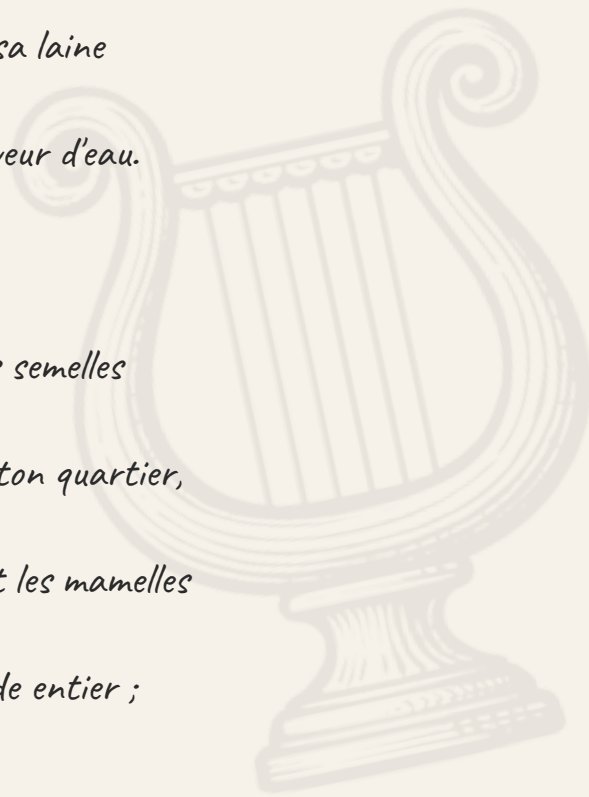 sa laine
veur d'eau.
semelles
ton quartier,
t les mamelles
de entier ;